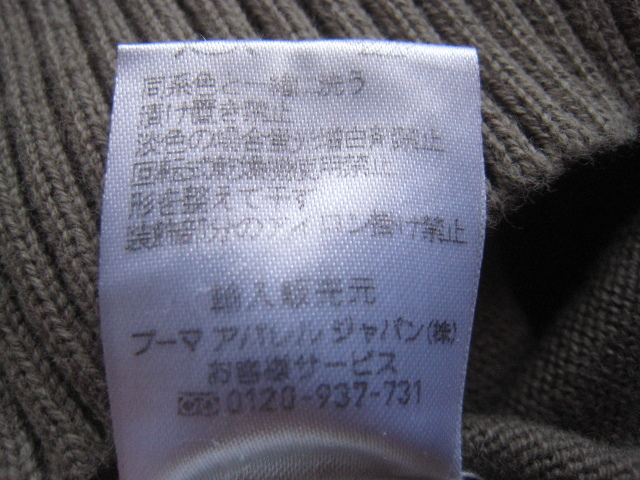 同系色と一緒に洗う
漬け置き禁止
淡色の場合蛍光増白剤禁止
回転式乾燥機使用禁止
形を整えて干す
装飾部分のアイロン掛け禁止
輸入販売元
プーマ アパレル ジャパン(株)
お客様サービス
0120-937-731